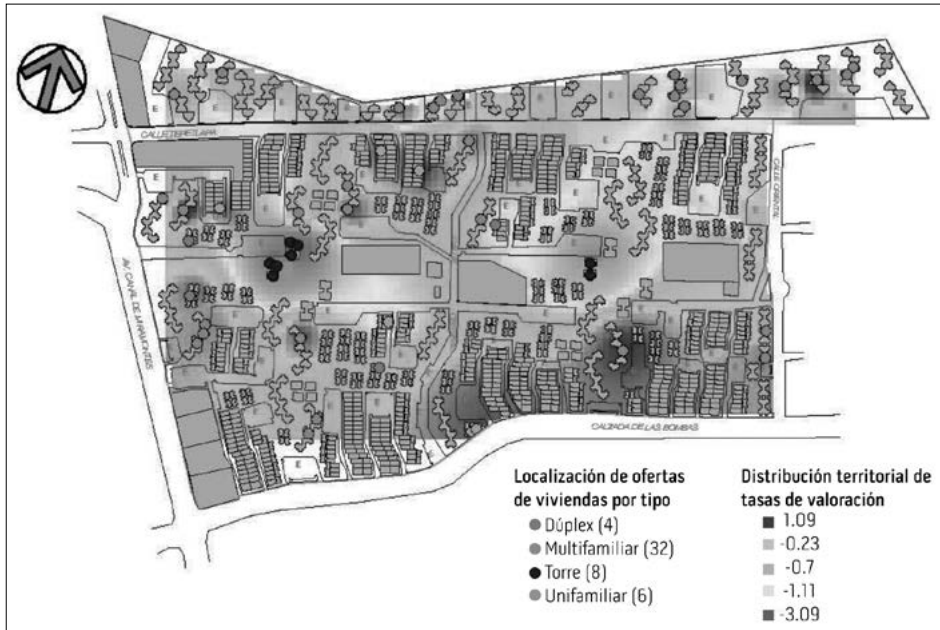 CALLE TEPETLAPA
CALLE ORIENTAL
AV. CANAL DE MIRAMONTES
CALZADA DE LAS BOMBAS
E
Localización de ofertas
de viviendas por tipo
Dúplex (4)
Multifamiliar (32)
Torre (8)
Unifamiliar (6)
Distribución territorial de
tasas de valoración
1.09
-0.23
-0.7
-1.11
-3.09